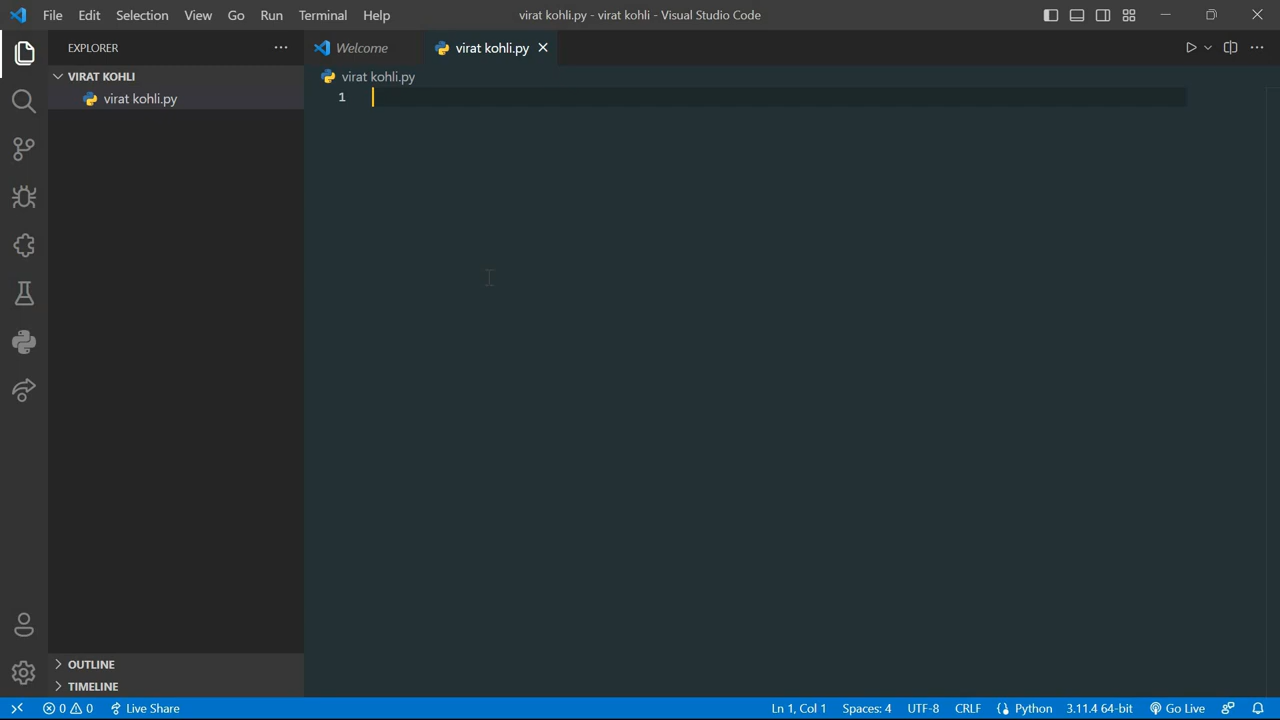 File Edit Selection View Go Run Terminal Help virat kohli.py - virat kohli - Visual Studio Code
EXPLORER
VIRAT KOHLI
virat kohli.py
Welcome virat kohli.py
virat kohli.py
1
OUTLINE
TIMELINE
0 0 Live Share Ln 1, Col 1 Spaces: 4 UTF-8 CRLF Python 3.11.4 64-bit Go Live